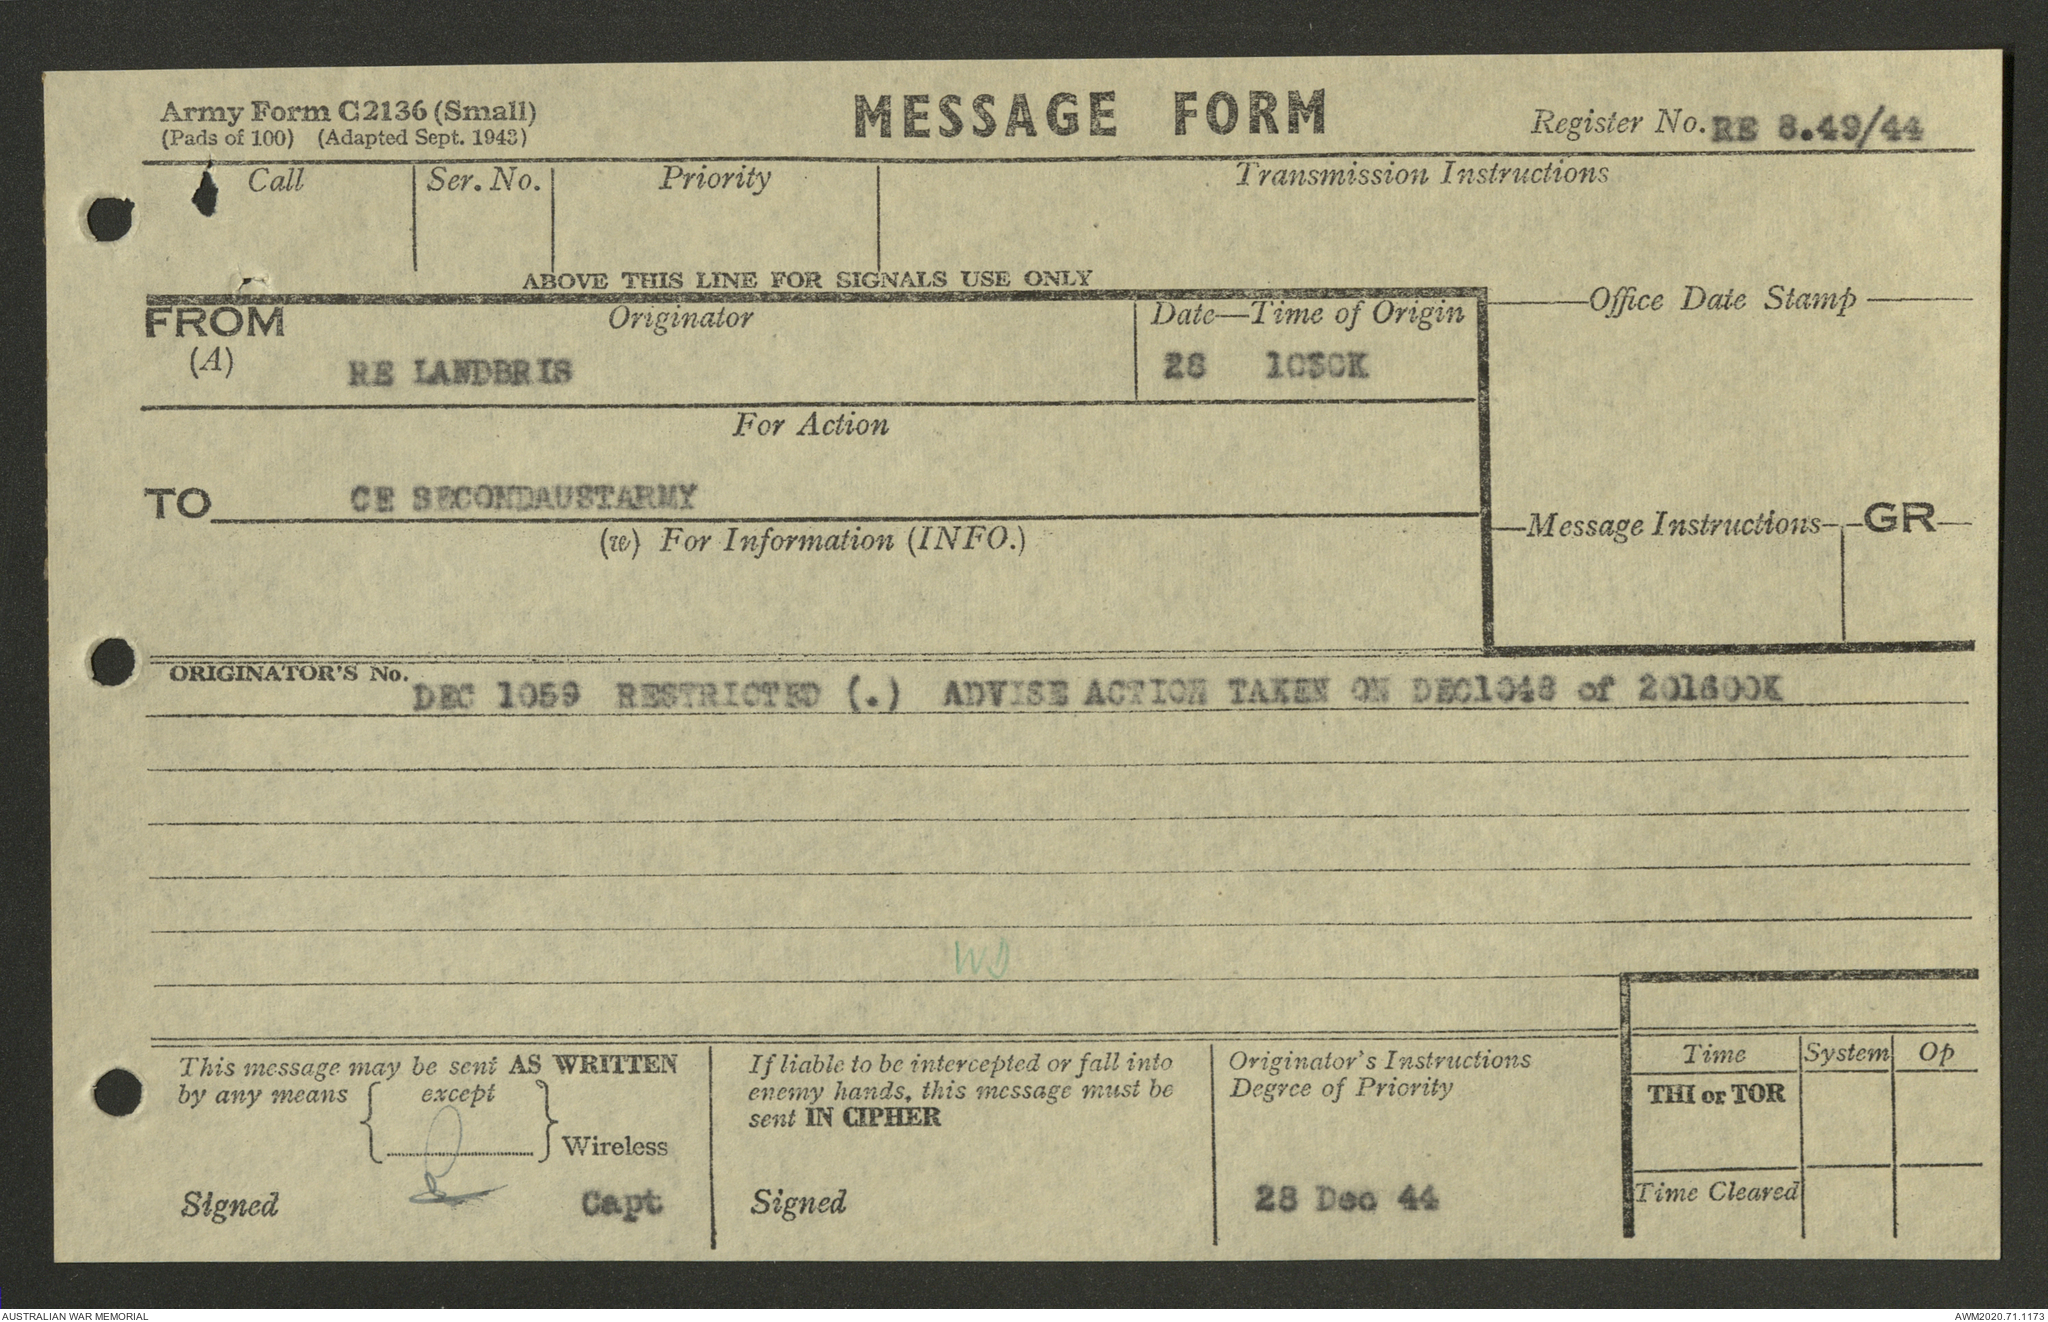 Army Form C2136 (Small)
(Pads of 100) (Adapted Sept. 1943)
MESSAGE FORM
Register No. RE 8.49/44
Call
Ser. No.
Priority
Transmission Instructions
ABOVE THIS LINE FOR SIGNALS USE ONLY
FROM
(A)
Originator
RE LANDBRIS
Date—Time of Origin
28 1030K
Office Date Stamp
For Action
TO CE SECONDAUSTARMY
(w) For Information (INFO.)
Message Instructions
GR
ORIGINATOR'S No.
DEC 1059 RESTRICTED (.) ADVISE ACTION TAKEN ON DEC1048 of 201600K
This message may be sent AS WRITTEN
by any means { except } Wireless
Signed Capt
If liable to be intercepted or fall into
enemy hands, this message must be
sent IN CIPHER
Signed
Originator's Instructions
Degree of Priority
28 Dec 44
Time
System
Op
THI or TOR
Time Cleared
AUSTRALIAN WAR MEMORIAL
AWM2020.71.1173